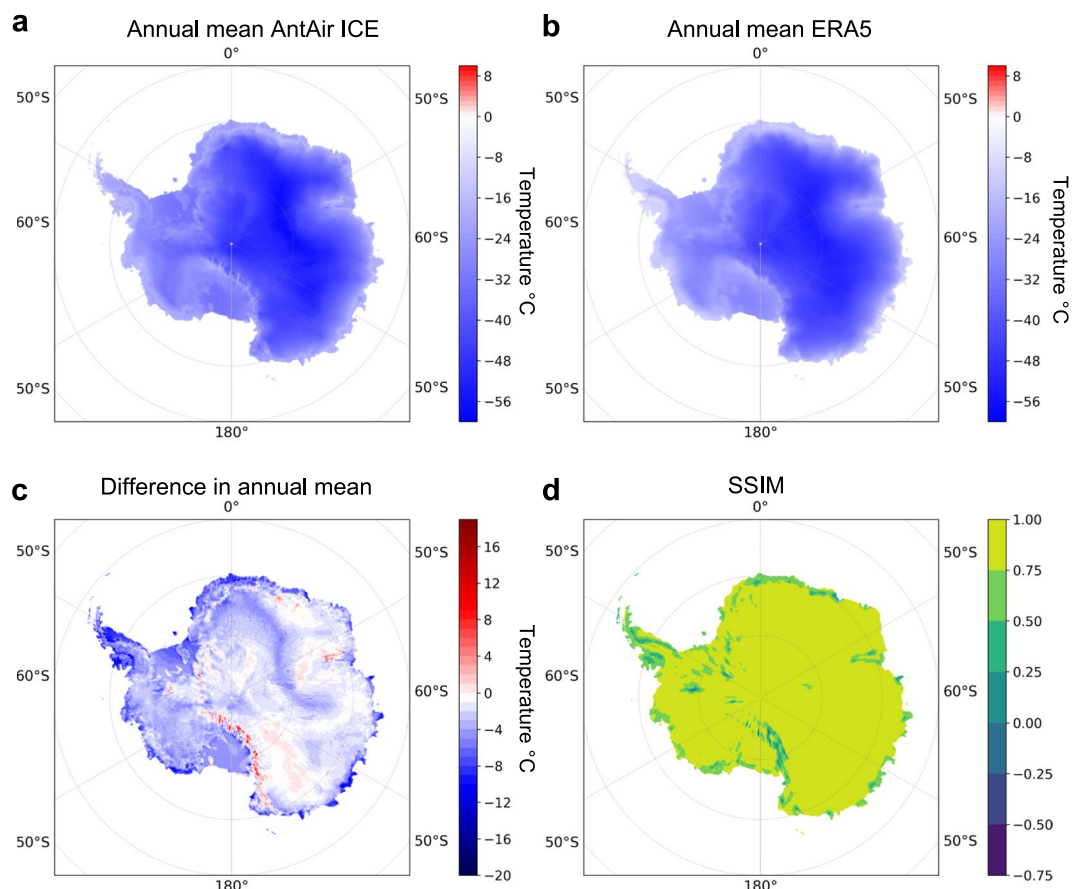 a
Annual mean AntAir ICE
0°
50°S
50°S
60°S
60°S
50°S
50°S
180°
8
0
−8
−16
−24
−32
−40
−48
−56
Temperature °C
b
Annual mean ERA5
0°
50°S
50°S
60°S
60°S
50°S
50°S
180°
8
0
−8
−16
−24
−32
−40
−48
−56
Temperature °C
c
Difference in annual mean
0°
50°S
50°S
60°S
60°S
50°S
50°S
180°
16
12
8
4
0
−4
−8
−12
−16
−20
Temperature °C
d
SSIM
0°
50°S
50°S
60°S
60°S
50°S
50°S
180°
1.00
0.75
0.50
0.25
0.00
−0.25
−0.50
−0.75